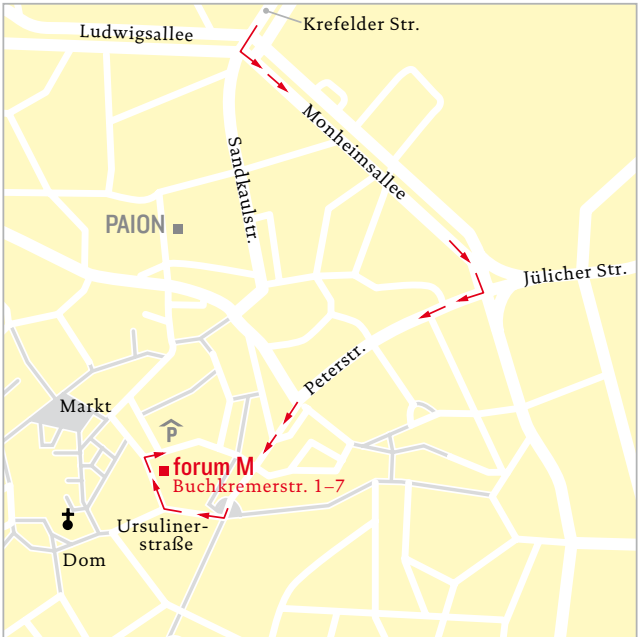 Krefelder Str.
Ludwigsallee
Monheimsallee
Sandkaulstr.
PAION
Jülicher Str.
Peterstr.
Markt
P
forum M
Buchkremerstr. 1–7
Ursuliner-
straße
Dom